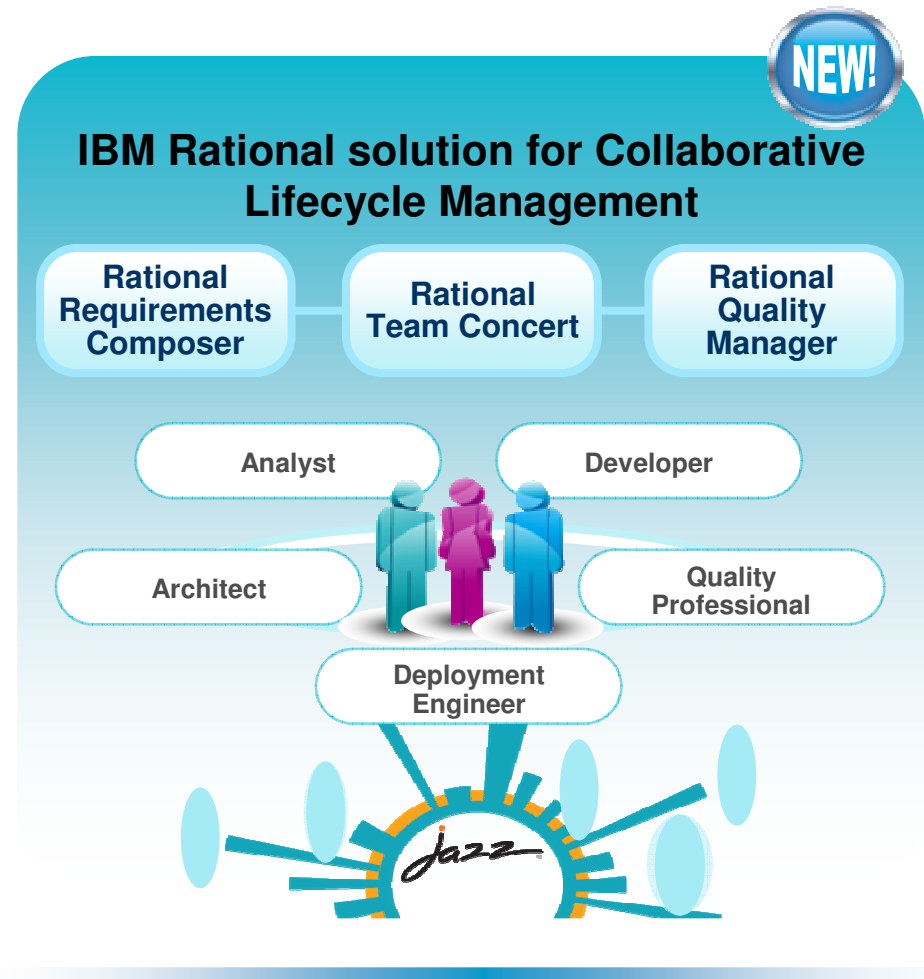 NEW!
IBM Rational solution for Collaborative
Lifecycle Management
Rational
Requirements
Composer
Rational
Team Concert
Rational
Quality
Manager
Analyst
Developer
Architect
Quality
Professional
Deployment
Engineer
jazz